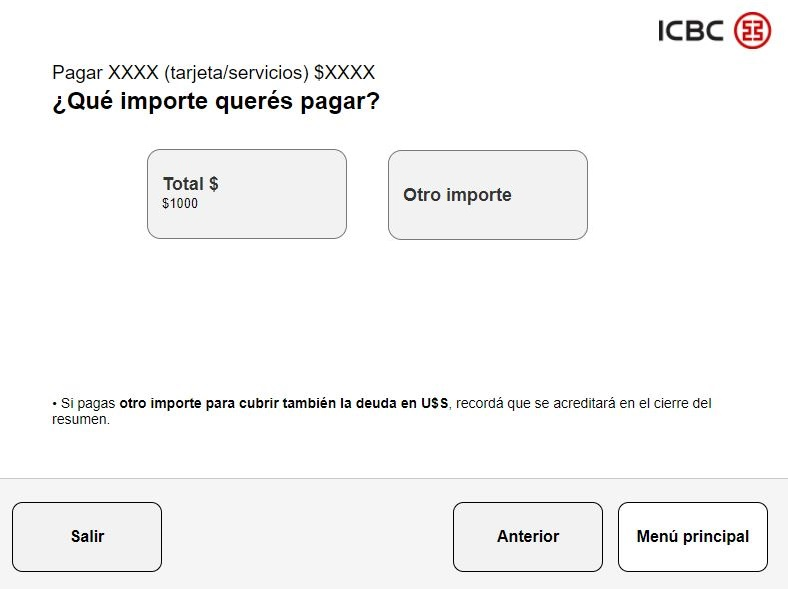 ICBC
Pagar XXXX (tarjeta/servicios) $XXXX
¿Qué importe querés pagar?
Total $
$1000
Otro importe
• Si pagas otro importe para cubrir también la deuda en U$S, recordá que se acreditará en el cierre del
resumen.
Salir
Anterior
Menú principal